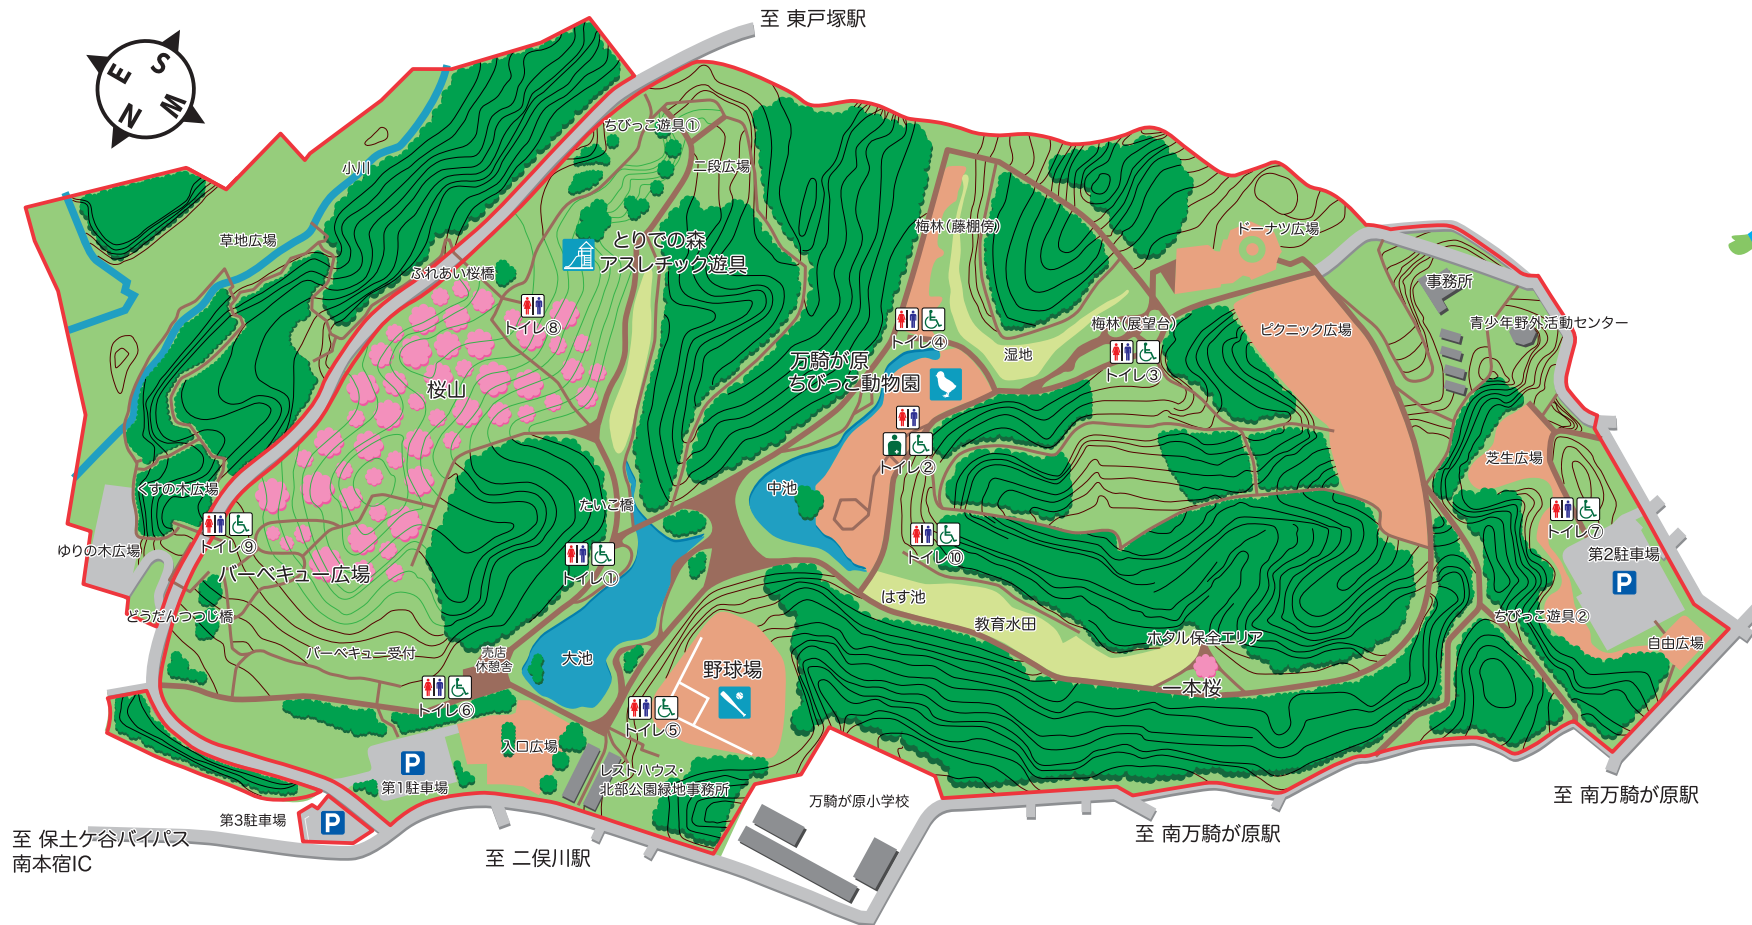 至 東戸塚駅
E
S
N
W
ちびっこ遊具①
小川
二段広場
草地広場
とりでの森
アスレチック遊具
ふれあい桜橋
トイレ⑧
桜山
梅林(藤棚傍)
ドーナツ広場
事務所
青少年野外活動センター
ピクニック広場
梅林(展望台)
トイレ④
湿地
トイレ③
万騎が原
ちびっこ動物園
トイレ②
中池
芝生広場
くすの木広場
たいこ橋
トイレ⑦
トイレ⑨
ゆりの木広場
トイレ①
トイレ⑩
第2駐車場
P
バーベキュー広場
はす池
教育水田
ちびっこ遊具②
どうだんつつじ橋
ホタル保全エリア
自由広場
バーベキュー受付
売店
休憩舎
大池
野球場
一本桜
トイレ⑥
トイレ⑤
入口広場
P
第1駐車場
レストハウス・
北部公園緑地事務所
万騎が原小学校
第3駐車場
P
至 南万騎が原駅
至 保土ケ谷バイパス
南本宿IC
至 二俣川駅
至 南万騎が原駅